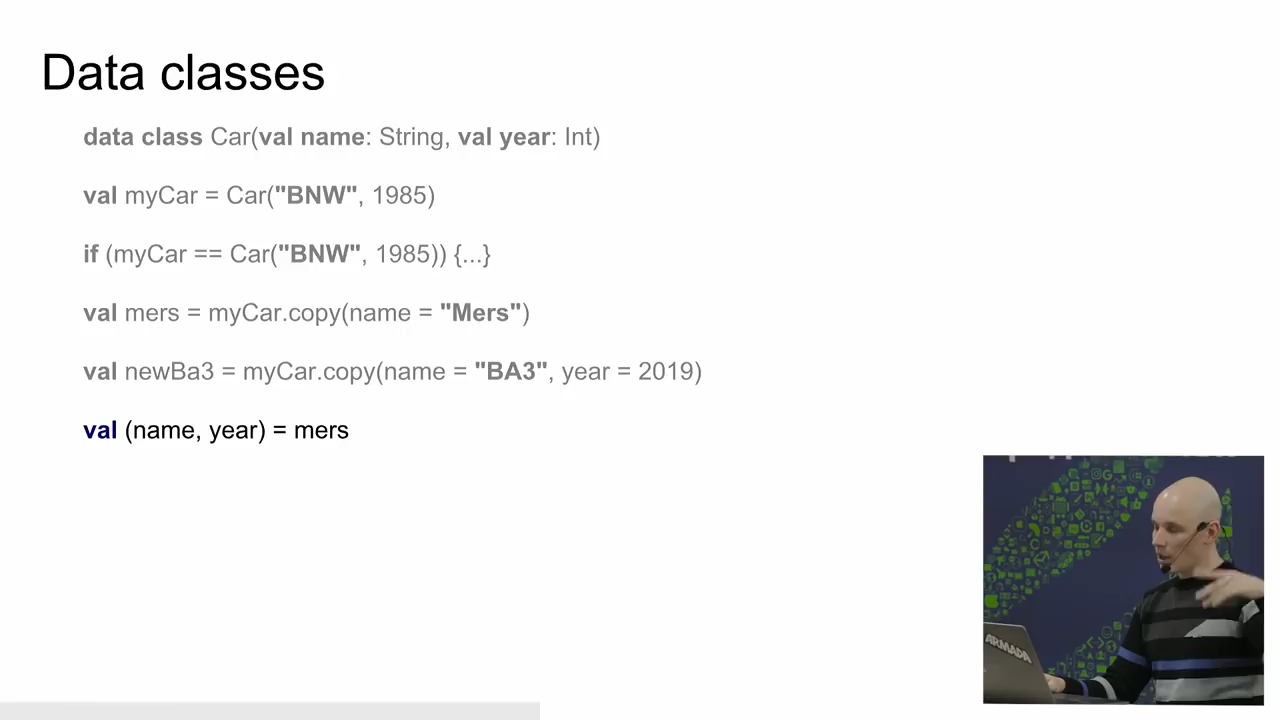 Data classes
data class Car(val name: String, val year: Int)
val myCar = Car("BNW", 1985)
if (myCar == Car("BNW", 1985)) {...}
val mers = myCar.copy(name = "Mers")
val newBa3 = myCar.copy(name = "BA3", year = 2019)
val (name, year) = mers
ARMADA